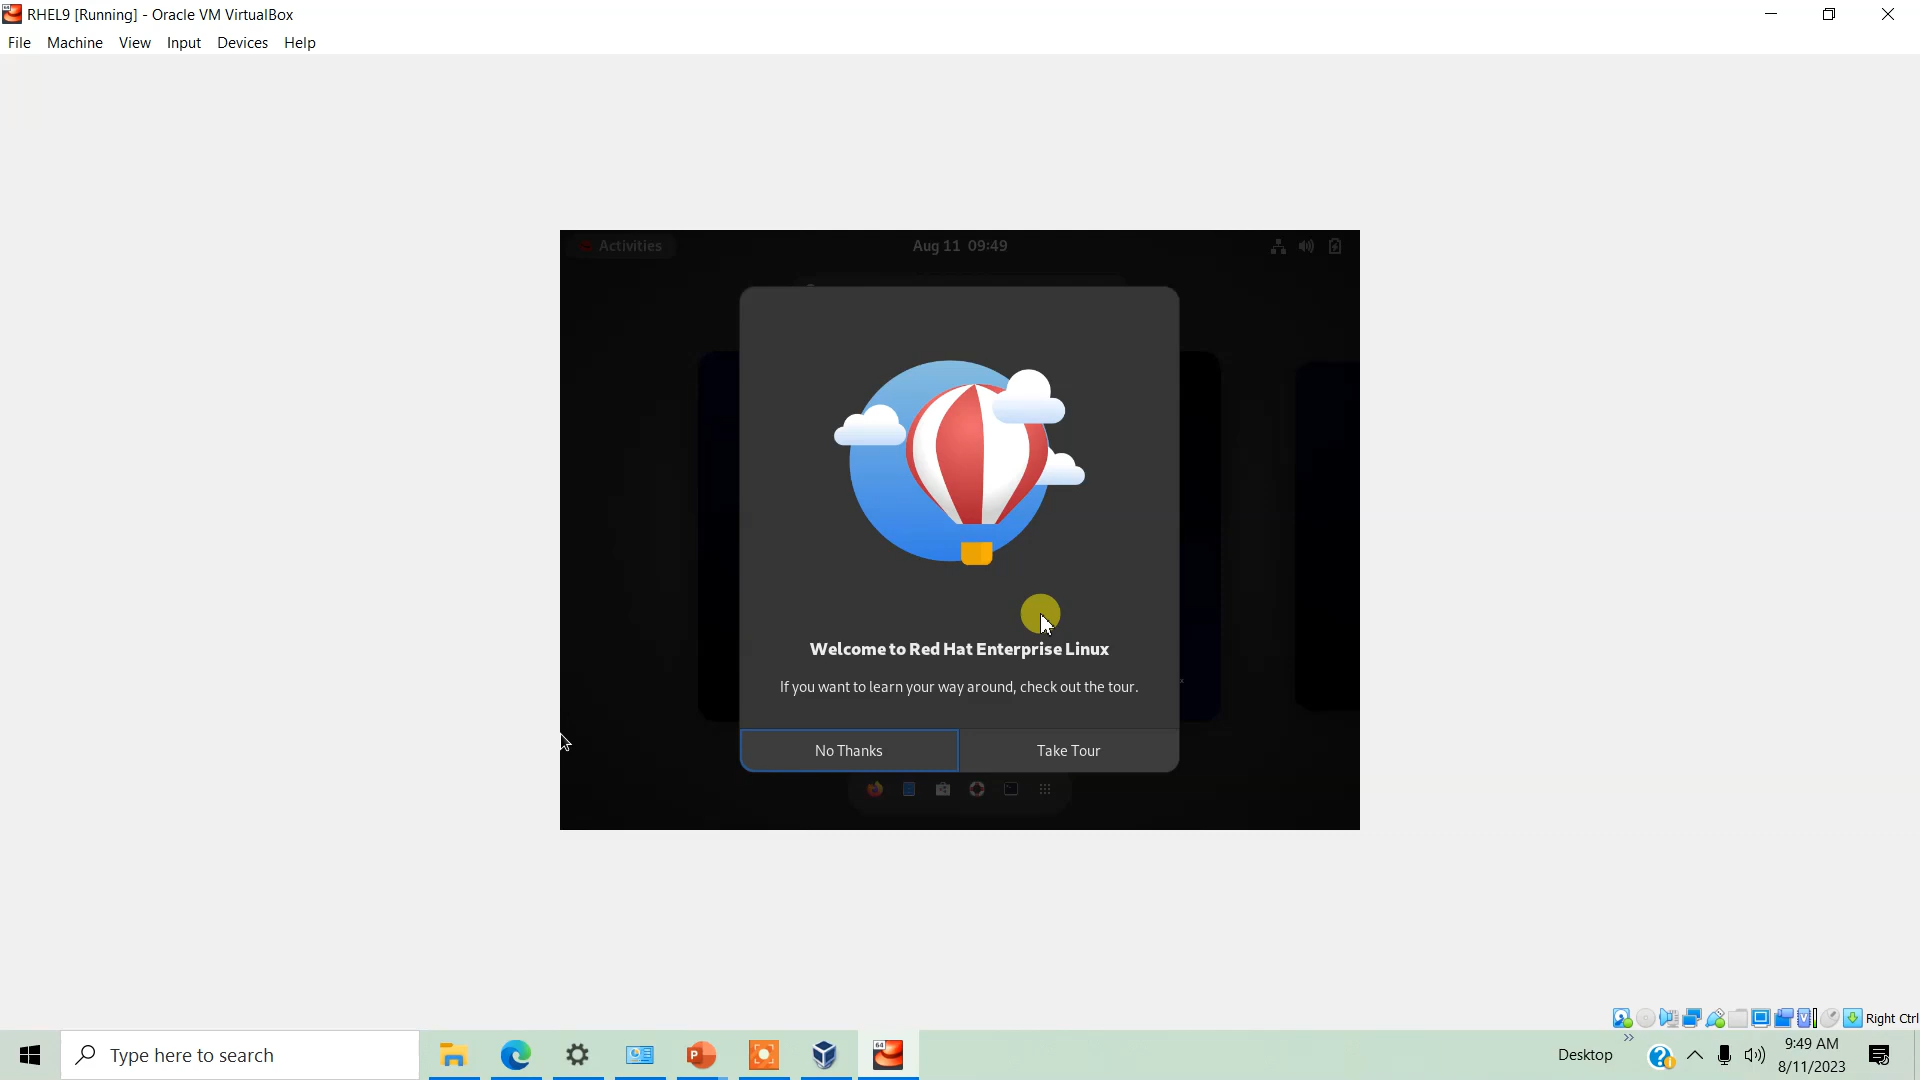 RHEL9 [Running] - Oracle VM VirtualBox
File Machine View Input Devices Help
Activities
Aug 11 09:49
Welcome to Red Hat Enterprise Linux
If you want to learn your way around, check out the tour.
No Thanks Take Tour
Right Ctrl
Type here to search
64
Desktop
9:49 AM
8/11/2023